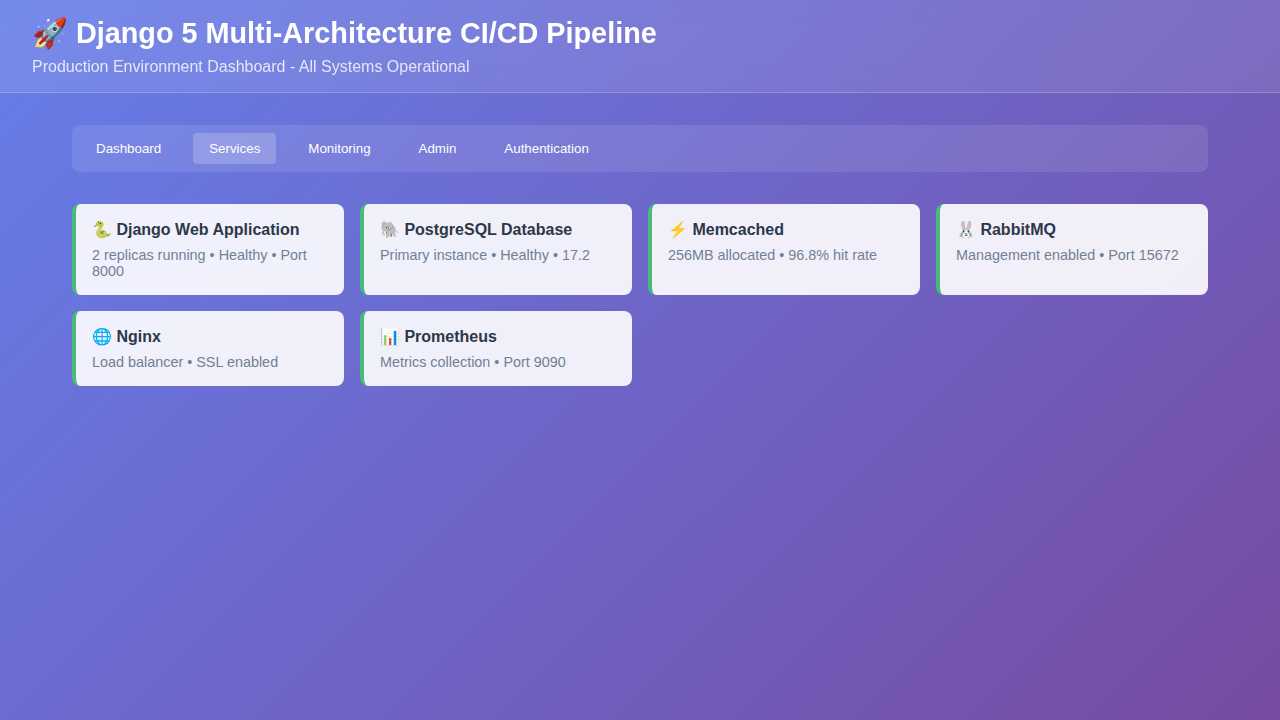 🚀 Django 5 Multi-Architecture CI/CD Pipeline
Production Environment Dashboard - All Systems Operational
Dashboard Services Monitoring Admin Authentication
🐍 Django Web Application
2 replicas running • Healthy • Port
8000
🐘 PostgreSQL Database
Primary instance • Healthy • 17.2
⚡ Memcached
256MB allocated • 96.8% hit rate
🐰 RabbitMQ
Management enabled • Port 15672
🌐 Nginx
Load balancer • SSL enabled
📊 Prometheus
Metrics collection • Port 9090